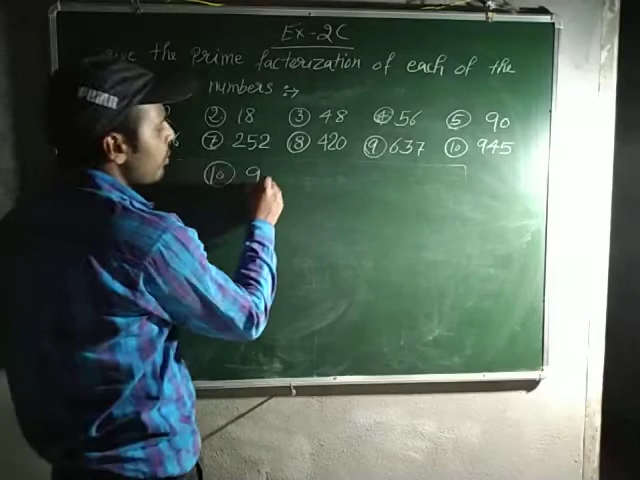 Ex-2C
the Prime factorization of each of the
numbers :→
② 18 ③ 48 ④ 56 ⑤ 90
⑦ 252 ⑧ 420 ⑨ 637 ⑩ 945
⑩ 9
PUMA